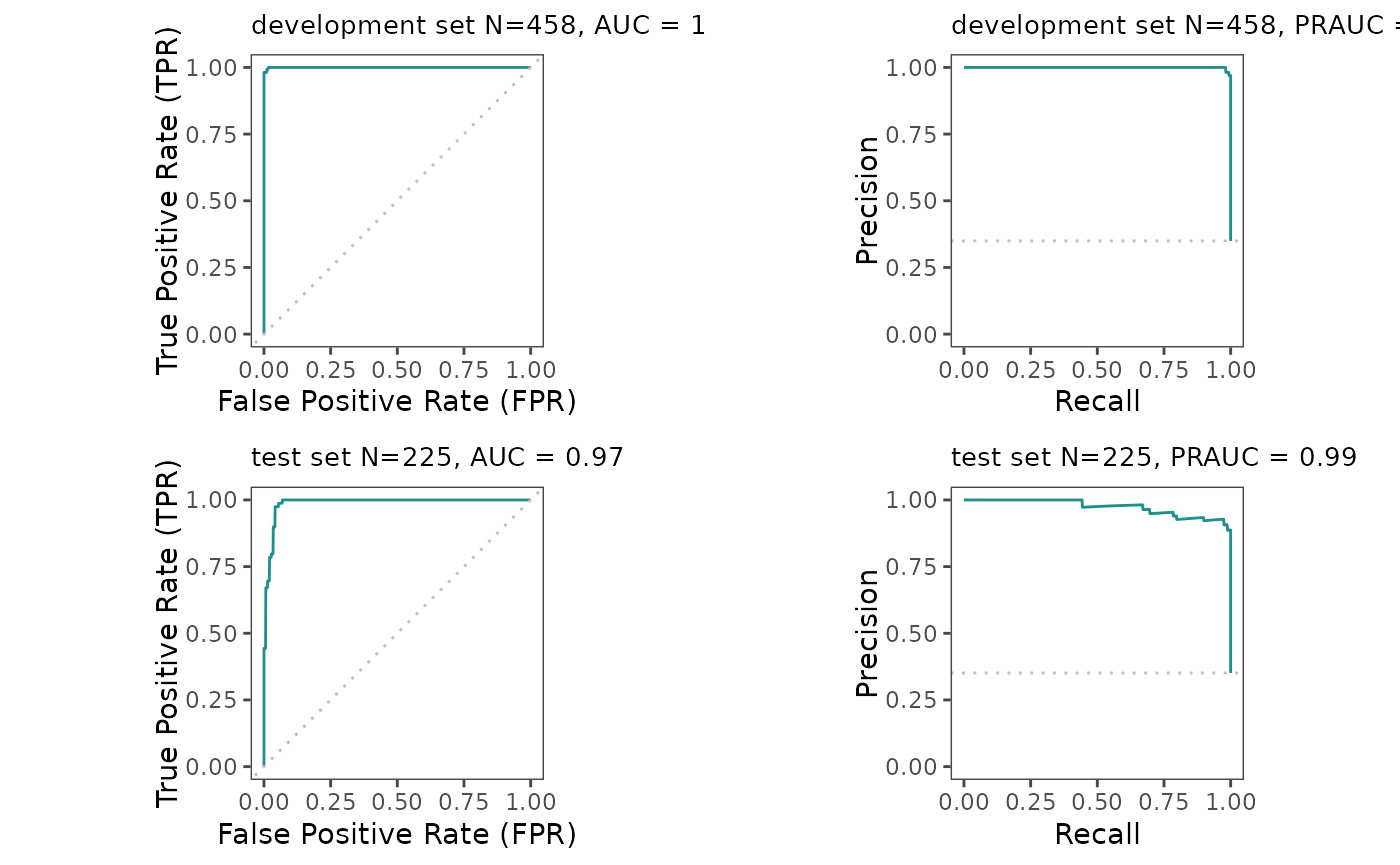 development set N=458, AUC = 1
True Positive Rate (TPR)
1.00
0.75
0.50
0.25
0.00
0.00 0.25 0.50 0.75 1.00
False Positive Rate (FPR)
development set N=458, PRAUC =
Precision
1.00
0.75
0.50
0.25
0.00
0.00 0.25 0.50 0.75 1.00
Recall
test set N=225, AUC = 0.97
True Positive Rate (TPR)
1.00
0.75
0.50
0.25
0.00
0.00 0.25 0.50 0.75 1.00
False Positive Rate (FPR)
test set N=225, PRAUC = 0.99
Precision
1.00
0.75
0.50
0.25
0.00
0.00 0.25 0.50 0.75 1.00
Recall